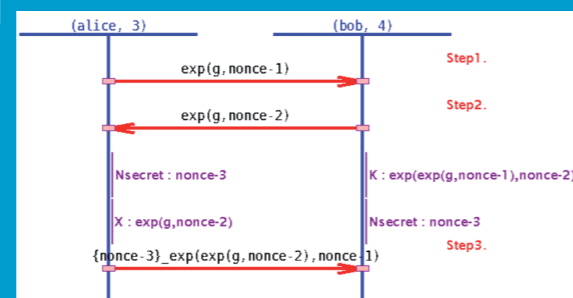 (alice, 3) (bob, 4)
Step1.
exp(g,nonce-1)
Step2.
exp(g,nonce-2)
Nsecret : nonce-3 K : exp(exp(g,nonce-1),nonce-2)
X : exp(g,nonce-2) Nsecret : nonce-3
Step3.
{nonce-3}_exp(exp(g,nonce-2),nonce-1)